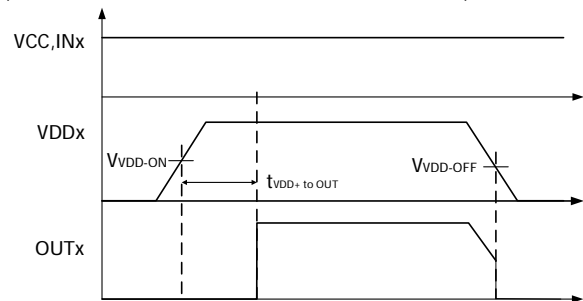 VCC,INx
VDDx
VVDD-ON
tVDD+ to OUT
VVDD-OFF
OUTx